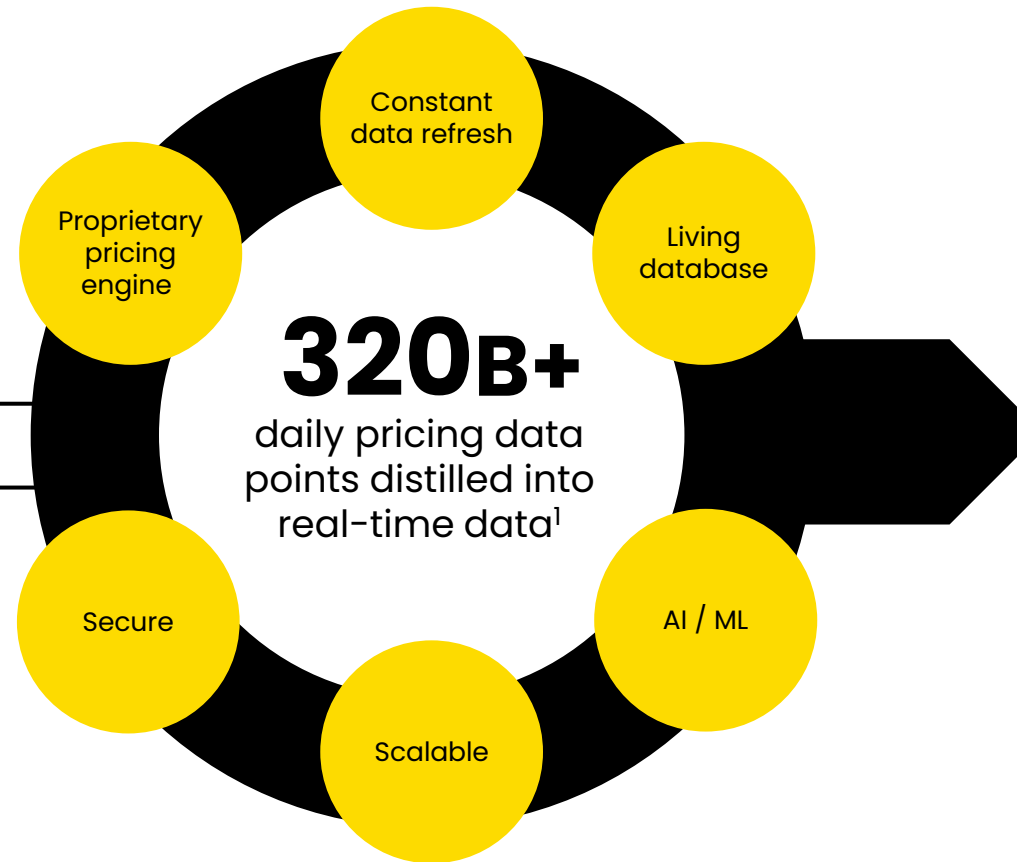 Constant
data refresh
Proprietary
pricing
engine
Living
database
320B+
daily pricing data
points distilled into
real-time data¹
Secure
AI / ML
Scalable